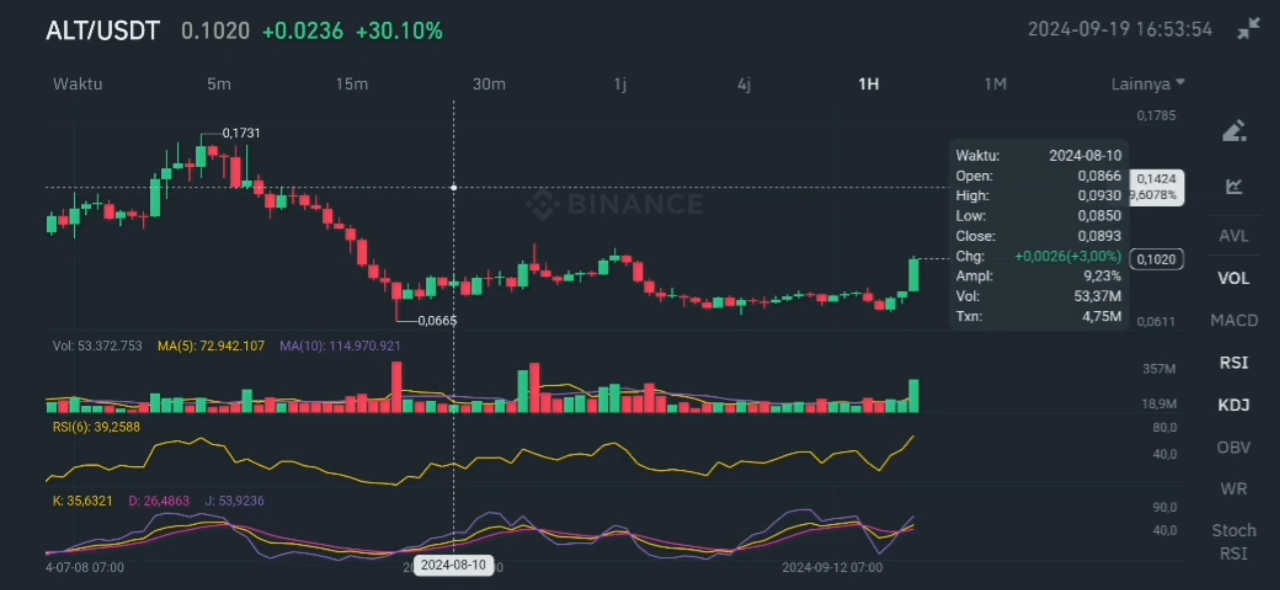 ALT/USDT 0.1020 +0.0236 +30.10% 2024-09-19 16:53:54
Waktu 5m 15m 30m 1j 4j 1H 1M Lainnya
0,1785
0,1731
BINANCE
Waktu: 2024-08-10
Open: 0,0866
High: 0,0930
Low: 0,0850
Close: 0,0893
Chg: +0,0026(+3,00%)
Ampl: 9,23%
Vol: 53,37M
Txn: 4,75M
0,1424
9,6078%
0,1020
0,0665
0,0611
AVL
VOL
MACD
RSI
KDJ
OBV
WR
Stoch
RSI
Vol: 53.372.753 MA(5): 72.942.107 MA(10): 114.970.921
357M
18,9M
RSI(6): 39,2588
80,0
40,0
K: 35,6321 D: 26,4863 J: 53,9236
90,0
40,0
4-07-08 07:00 2024-08-10 2024-09-12 07:00